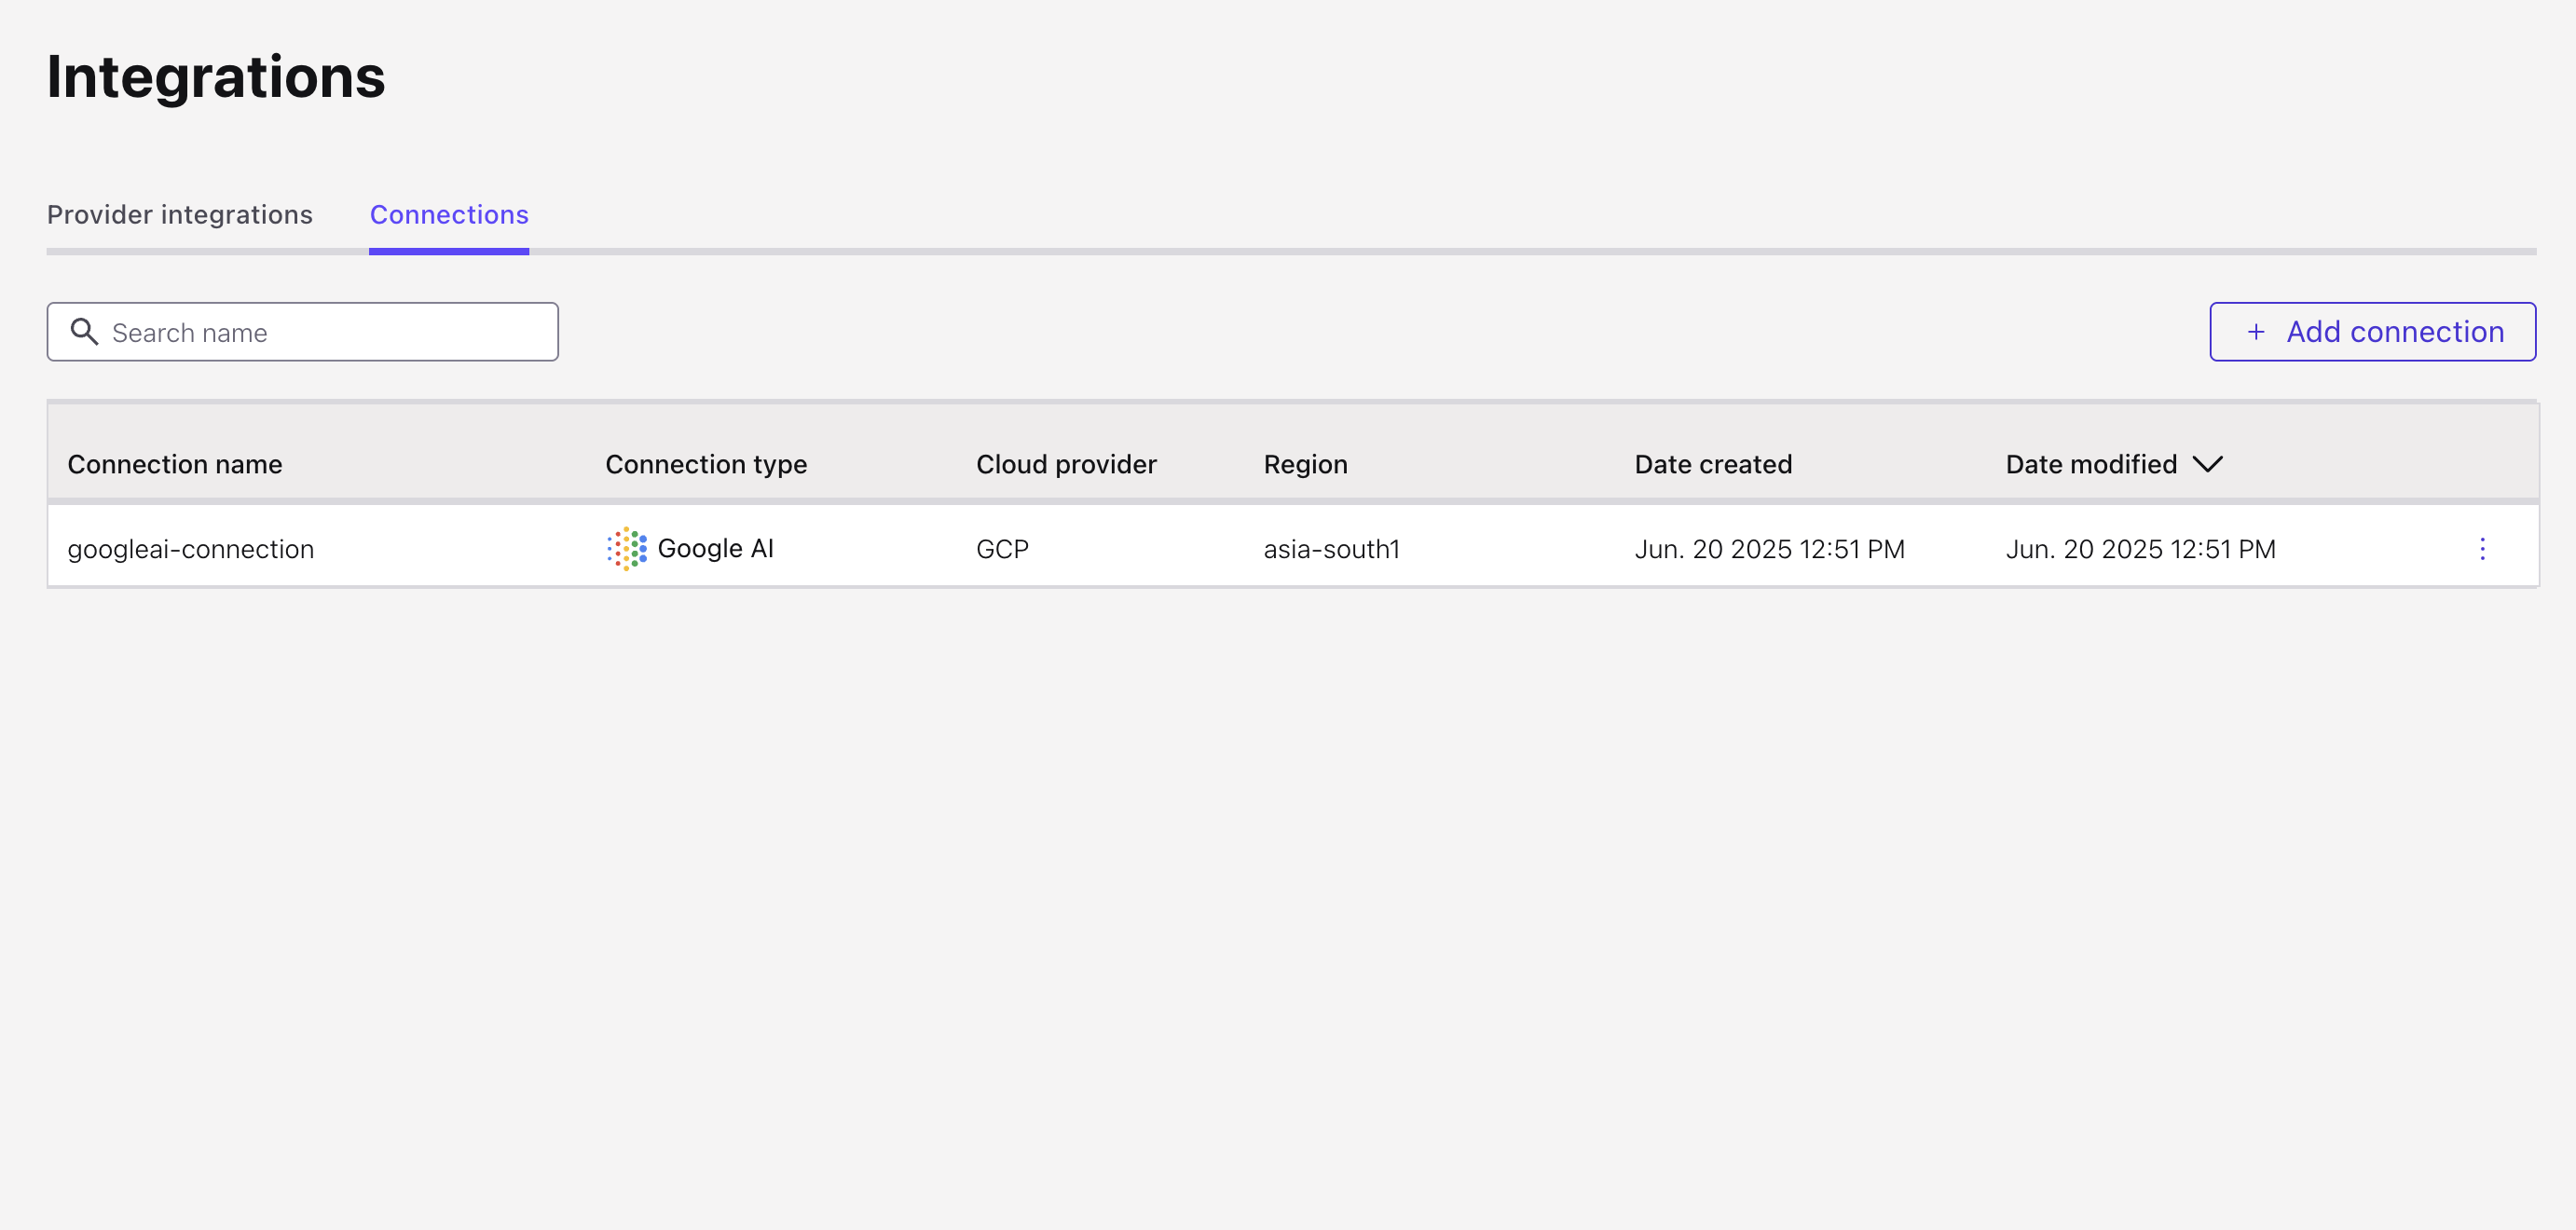 Integrations
Provider integrations Connections
Search name
+ Add connection
Connection name Connection type Cloud provider Region Date created Date modified
googleai-connection Google AI GCP asia-south1 Jun. 20 2025 12:51 PM Jun. 20 2025 12:51 PM